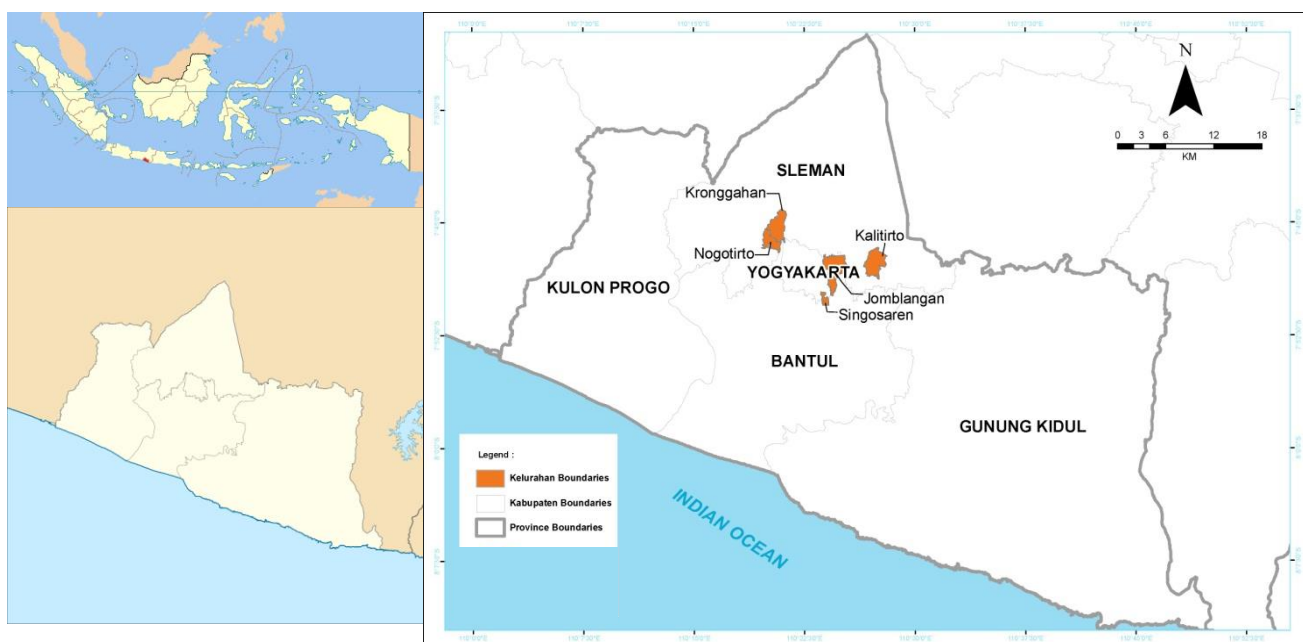 N
0 3 6 12 18
KM
SLEMAN
Kronggahan
Kalitirto
Nogotirto
YOGYAKARTA
KULON PROGO
Jomblangan
Singosaren
BANTUL
GUNUNG KIDUL
Legend :
Kelurahan Boundaries
Kabupaten Boundaries
Province Boundaries
INDIAN OCEAN